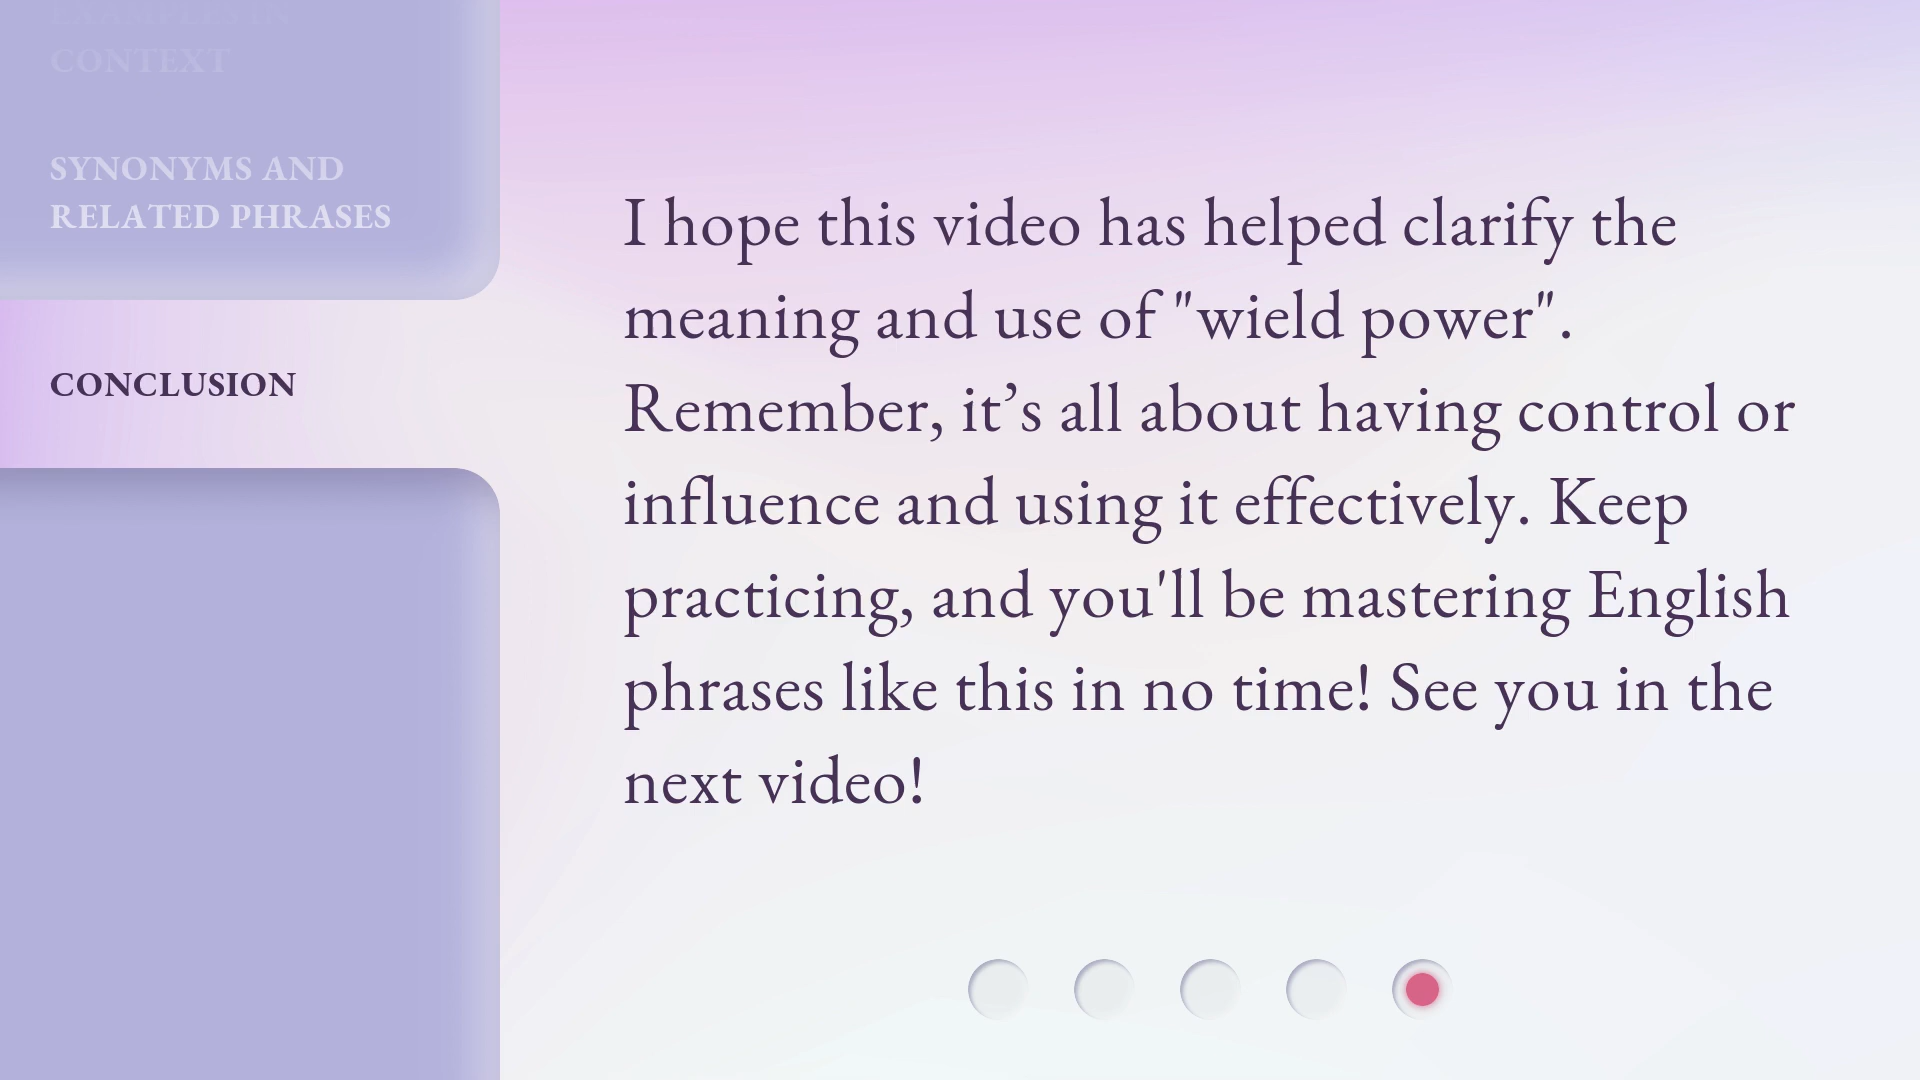 EXAMPLES IN
CONTEXT
SYNONYMS AND
RELATED PHRASES
CONCLUSION
I hope this video has helped clarify the
meaning and use of "wield power".
Remember, it’s all about having control or
influence and using it effectively. Keep
practicing, and you'll be mastering English
phrases like this in no time! See you in the
next video!